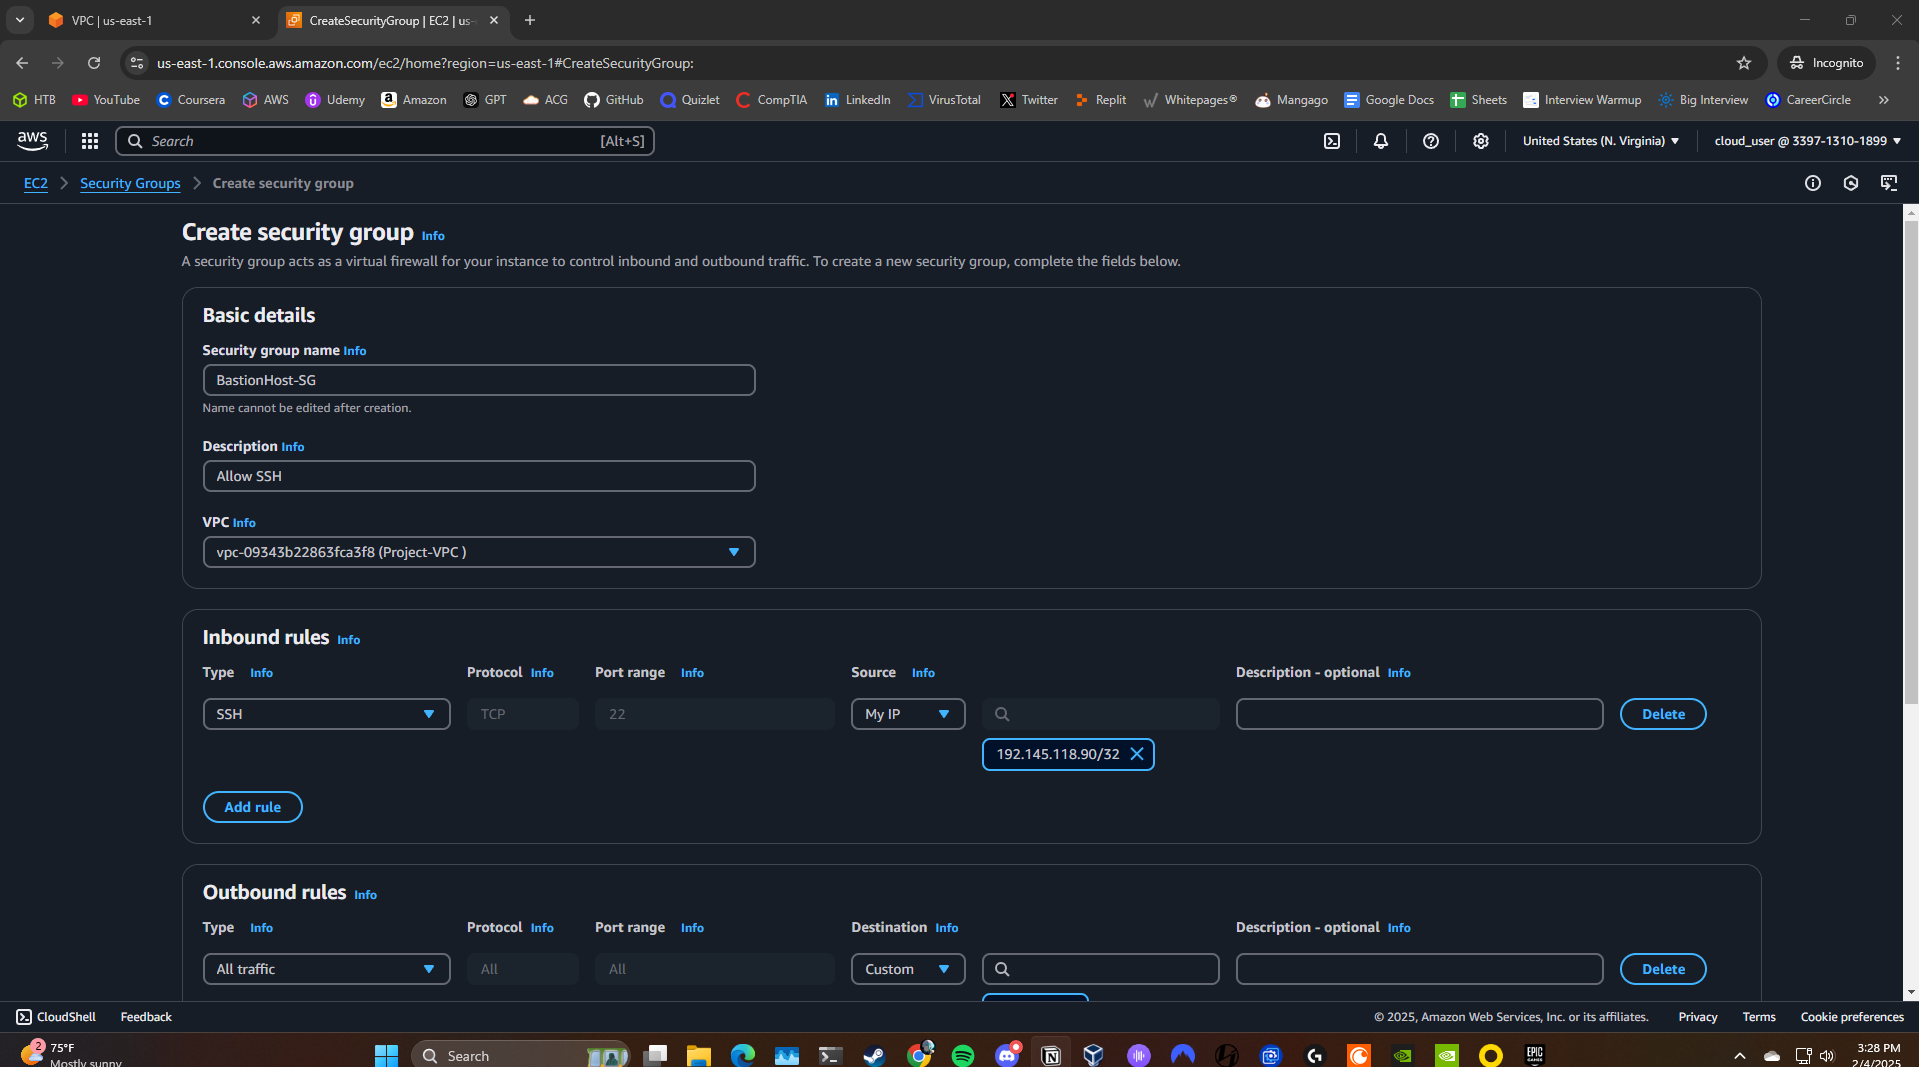 VPC | us-east-1
CreateSecurityGroup | EC2 | us-
us-east-1.console.aws.amazon.com/ec2/home?region=us-east-1#CreateSecurityGroup:
Incognito
HTB YouTube Coursera AWS Udemy Amazon GPT ACG GitHub Quizlet CompTIA LinkedIn VirusTotal Twitter Replit Whitepages® Mangago Google Docs Sheets Interview Warmup Big Interview CareerCircle
aws Search [Alt+S] United States (N. Virginia) cloud_user @ 3397-1310-1899
EC2 Security Groups Create security group
Create security group Info
A security group acts as a virtual firewall for your instance to control inbound and outbound traffic. To create a new security group, complete the fields below.
Basic details
Security group name Info
BastionHost-SG
Name cannot be edited after creation.
Description Info
Allow SSH
VPC Info
vpc-09343b22863fca3f8 (Project-VPC )
Inbound rules Info
Type Info Protocol Info Port range Info Source Info Description - optional Info
SSH TCP 22 My IP Delete
192.145.118.90/32
Add rule
Outbound rules Info
Type Info Protocol Info Port range Info Destination Info Description - optional Info
All traffic All All Custom Delete
CloudShell Feedback © 2025, Amazon Web Services, Inc. or its affiliates. Privacy Terms Cookie preferences
2 75°F
Mostly sunny
Search
EPIC GAMES
3:28 PM
2/4/2025